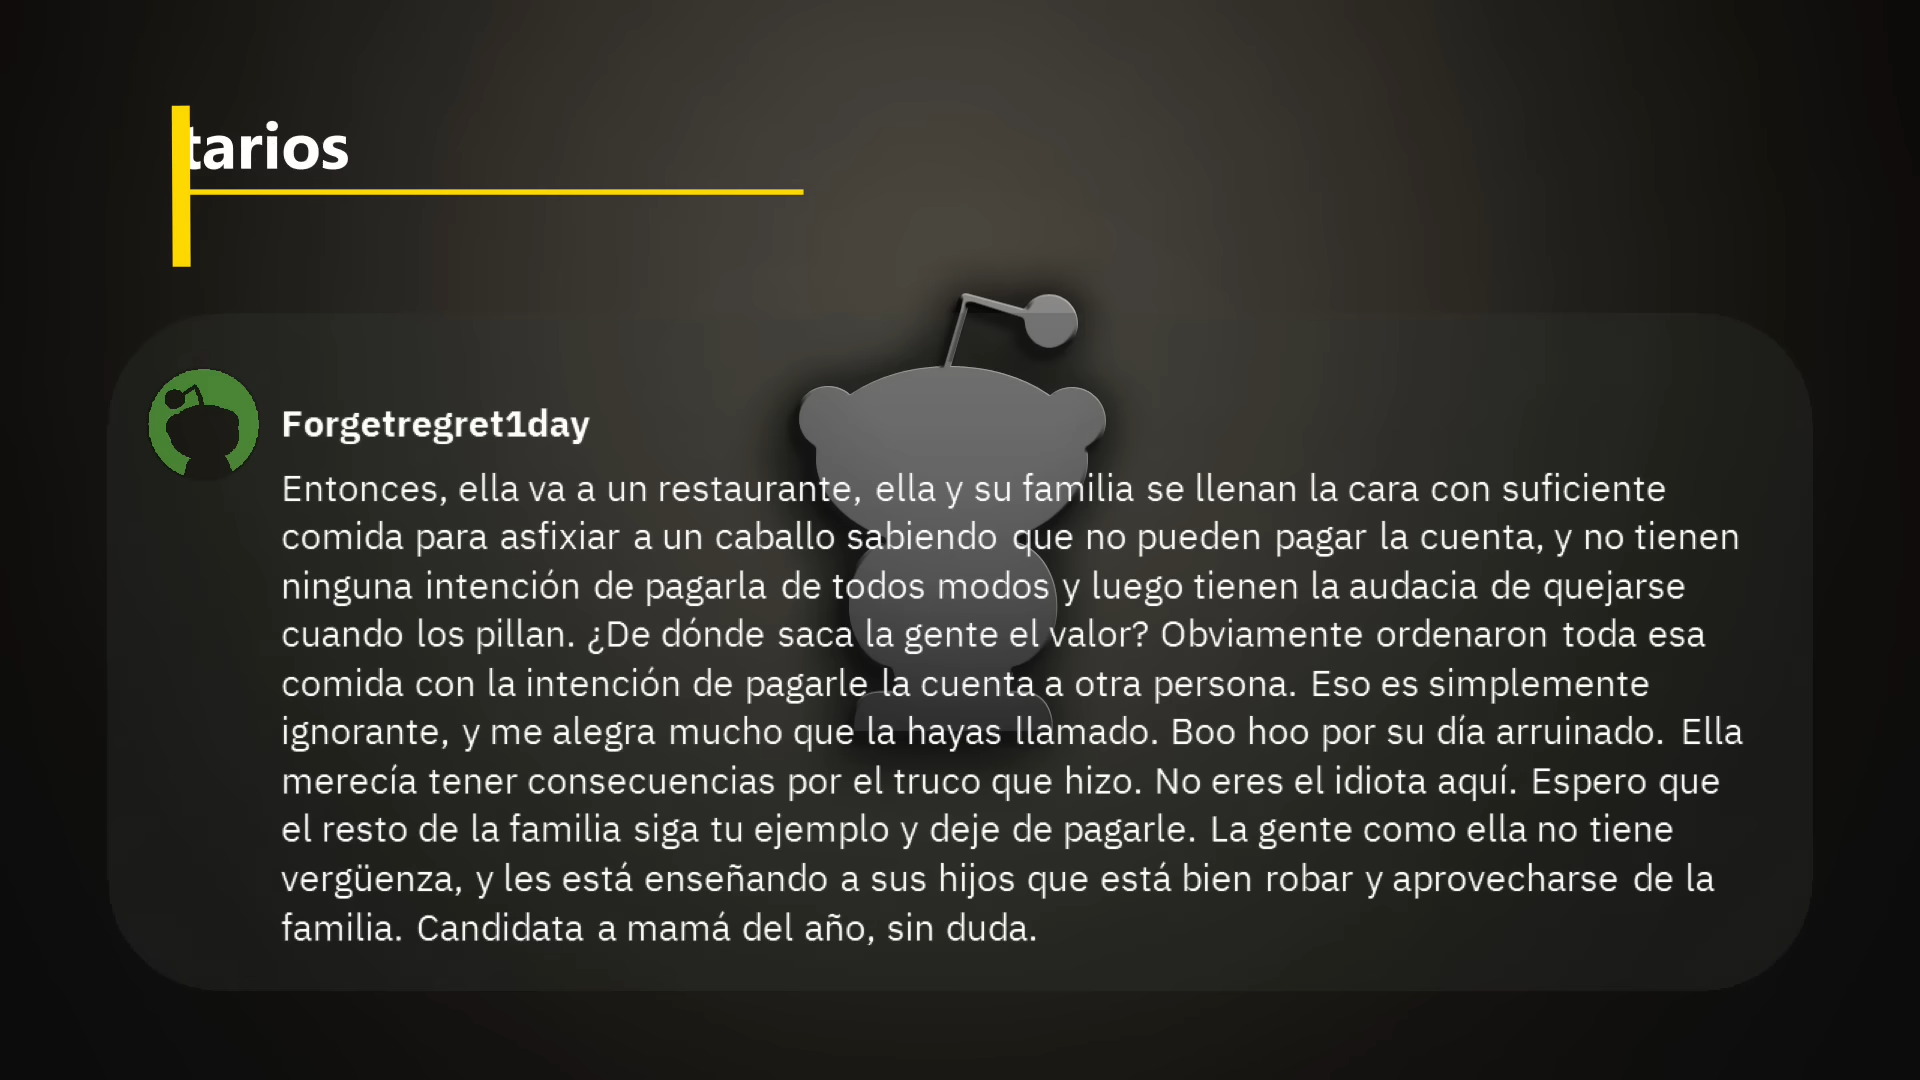 tarios
Forgetregret1day
Entonces, ella va a un restaurante, ella y su familia se llenan la cara con suficiente
comida para asfixiar a un caballo sabiendo que no pueden pagar la cuenta, y no tienen
ninguna intención de pagarla de todos modos y luego tienen la audacia de quejarse
cuando los pillan. ¿De dónde saca la gente el valor? Obviamente ordenaron toda esa
comida con la intención de pagarle la cuenta a otra persona. Eso es simplemente
ignorante, y me alegra mucho que la hayas llamado. Boo hoo por su día arruinado. Ella
merecía tener consecuencias por el truco que hizo. No eres el idiota aquí. Espero que
el resto de la familia siga tu ejemplo y deje de pagarle. La gente como ella no tiene
vergüenza, y les está enseñando a sus hijos que está bien robar y aprovecharse de la
familia. Candidata a mamá del año, sin duda.